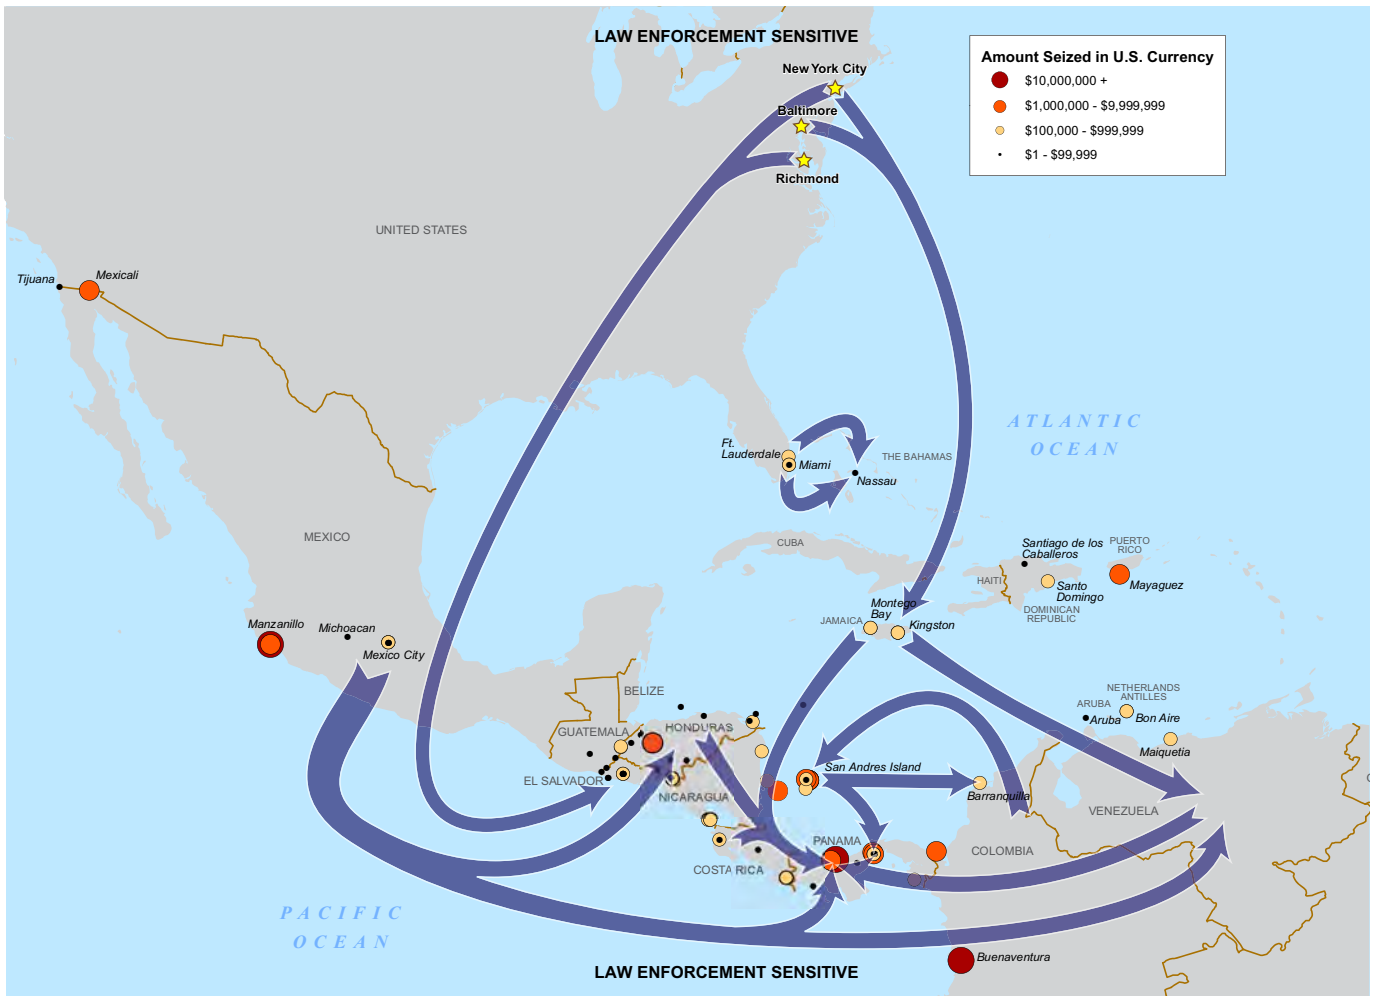 LAW ENFORCEMENT SENSITIVE
Amount Seized in U.S. Currency
$10,000,000 +
$1,000,000 - $9,999,999
$100,000 - $999,999
$1 - $99,999
New York City
Baltimore
Richmond
UNITED STATES
Tijuana
Mexicali
ATLANTIC
OCEAN
Ft.
Lauderdale
Miami
THE BAHAMAS
Nassau
MEXICO
CUBA
Santiago de los
Caballeros
PUERTO
RICO
HAITI
Santo
Domingo
Mayaguez
DOMINICAN
REPUBLIC
Montego
Bay
JAMAICA
Kingston
Manzanillo
Michoacan
Mexico City
BELIZE
NETHERLANDS
ANTILLES
ARUBA
Aruba
Bon Aire
GUATEMALA
HONDURAS
Maiquetia
EL SALVADOR
San Andres Island
NICARAGUA
Barranquilla
VENEZUELA
PANAMA
COLOMBIA
COSTA RICA
PACIFIC
OCEAN
Buenaventura
LAW ENFORCEMENT SENSITIVE